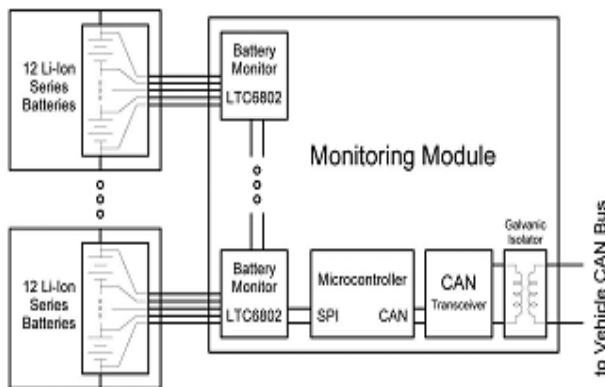 12 Li-Ion
Series
Batteries
Battery
Monitor
LTC6802
Monitoring Module
12 Li-Ion
Series
Batteries
Battery
Monitor
LTC6802
Microcontroller
SPI CAN
CAN
Transceiver
Galvanic
Isolator
to Vehicle CAN Bus